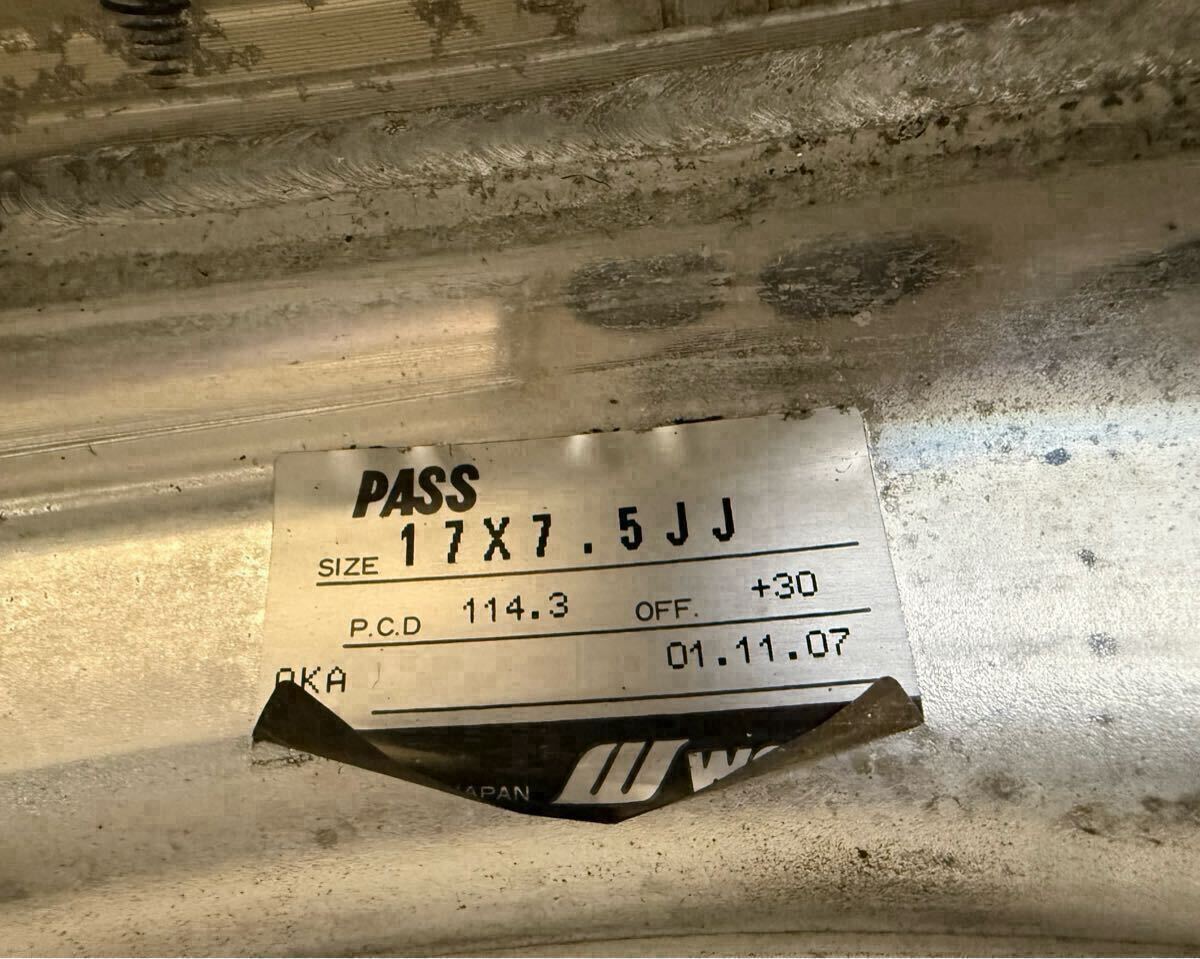 PASS
SIZE 17X7.5JJ
P.C.D 114.3 OFF. +30
01.11.07
OKA
JAPAN